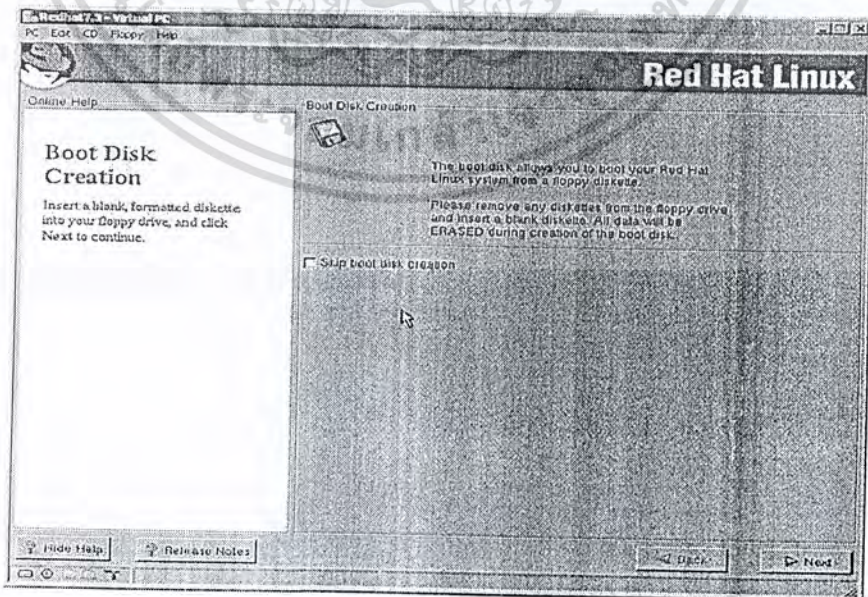 Redhat7.3 - Virtual PC
PC Edit CD Floppy Help
Red Hat Linux
Online Help
Boot Disk
Creation
Insert a blank, formatted diskette
into your floppy drive, and click
Next to continue.
Boot Disk Creation
The boot disk allows you to boot your Red Hat
Linux system from a floppy diskette.
Please remove any diskettes from the floppy drive
and insert a blank diskette. All data will be
ERASED during creation of the boot disk.
Skip boot disk creation
Hide Help
Release Notes
Back
Next